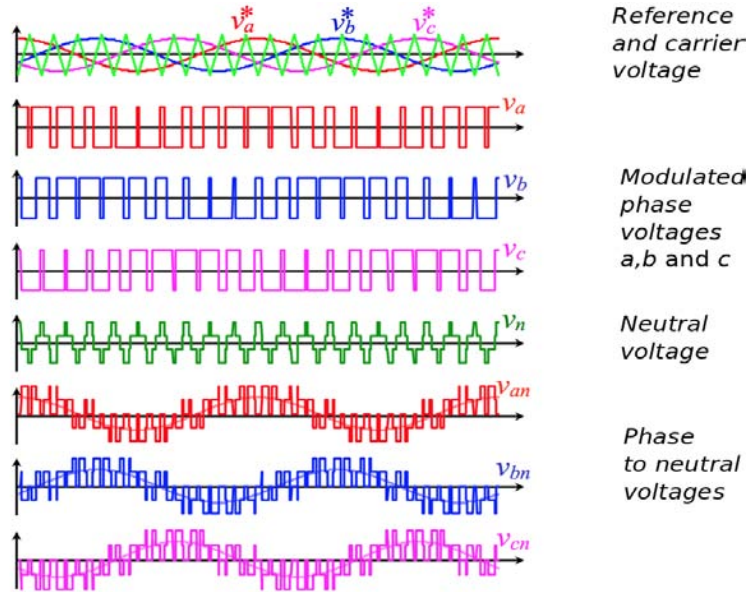 v*a v*b v*c
Reference
and carrier
voltage
va
vb
Modulated
phase
voltages
a,b and c
vc
vn
Neutral
voltage
van
Phase
to neutral
voltages
vbn
vcn